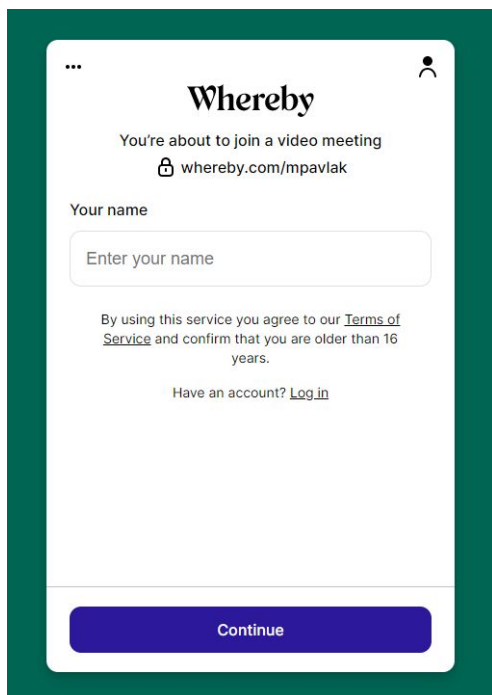 Whereby
You're about to join a video meeting
whereby.com/mpavlak
Your name
Enter your name
By using this service you agree to our Terms of
Service and confirm that you are older than 16
years.
Have an account? Log in
Continue